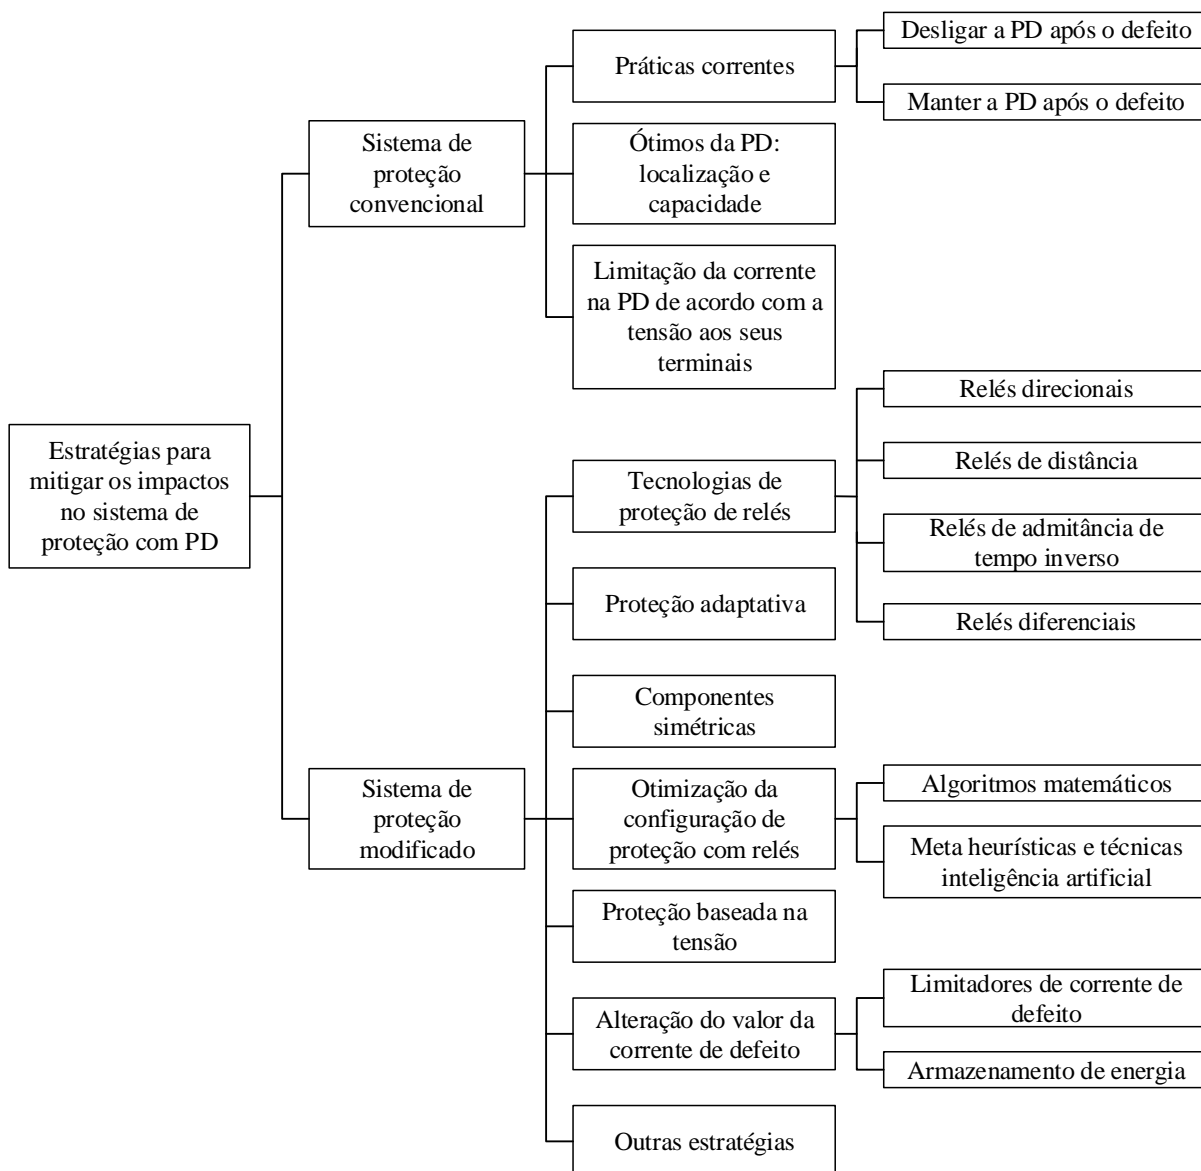 Estratégias para
mitigar os impactos
no sistema de
proteção com PD
Sistema de
proteção
convencional
Práticas correntes
Desligar a PD após o defeito
Manter a PD após o defeito
Ótimos da PD:
localização e
capacidade
Limitação da corrente
na PD de acordo com a
tensão aos seus
terminais
Sistema de
proteção
modificado
Tecnologias de
proteção de relés
Relés direcionais
Relés de distância
Relés de admitância de
tempo inverso
Relés diferenciais
Proteção adaptativa
Componentes
simétricas
Otimização da
configuração de
proteção com relés
Algoritmos matemáticos
Meta heurísticas e técnicas
inteligência artificial
Proteção baseada na
tensão
Alteração do valor da
corrente de defeito
Limitadores de corrente de
defeito
Armazenamento de energia
Outras estratégias